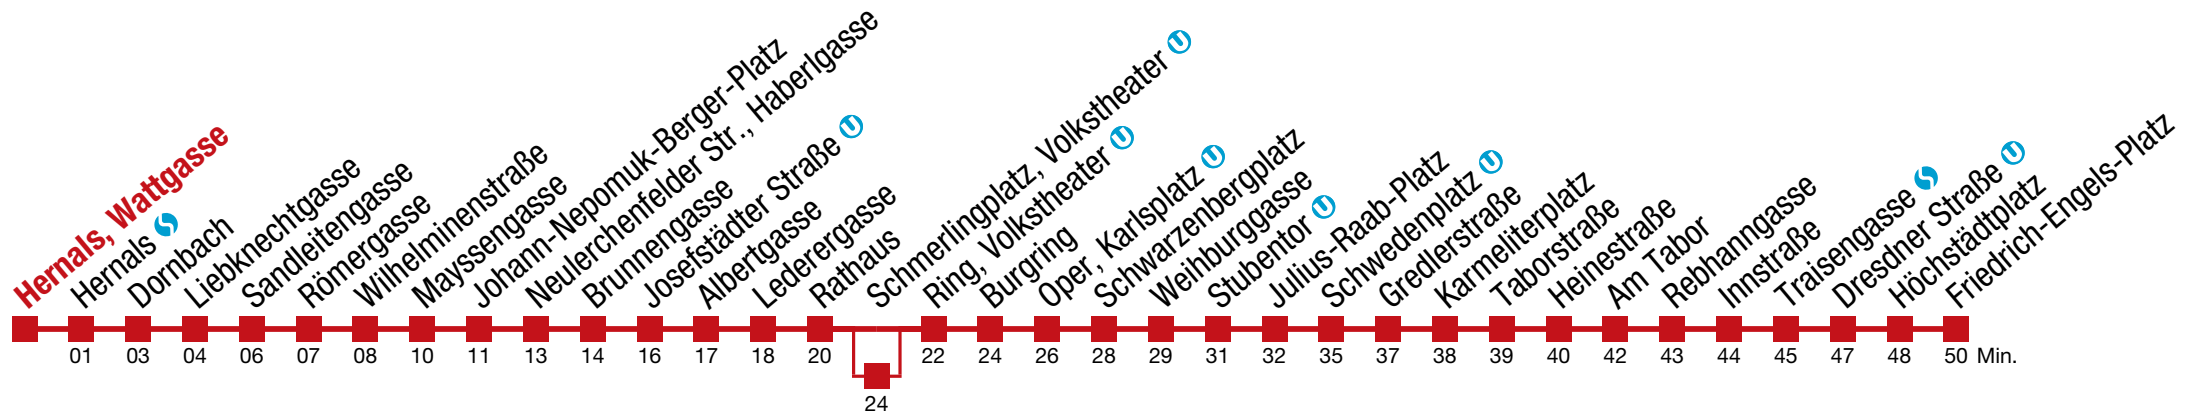 Hernals, Wattgasse
Hernals
Dornbach
Liebknechtgasse
Sandleitengasse
Römergasse
Wilhelminenstraße
Mayssengasse
Johann-Nepomuk-Berger-Platz
Neulerchenfelder Str., Haberlgasse
Brunnengasse
Josefstädter Straße U
Albertgasse
Lederergasse
Rathaus
Schmerlingplatz, Volkstheater U
Ring, Volkstheater U
Burgring
Oper, Karlsplatz U
Schwarzenbergplatz
Weihburggasse
Stubentor U
Julius-Raab-Platz
Schwedenplatz U
Gredlerstraße
Karmeliterplatz
Taborstraße
Heinestraße
Am Tabor
Rebhanngasse
Innstraße
Traisengasse
Dresdner Straße U
Höchstädtplatz
Friedrich-Engels-Platz
01 03 04 06 07 08 10 11 13 14 16 17 18 20 22 24 26 28 29 31 32 35 37 38 39 40 42 43 44 45 47 48 50 Min.
24